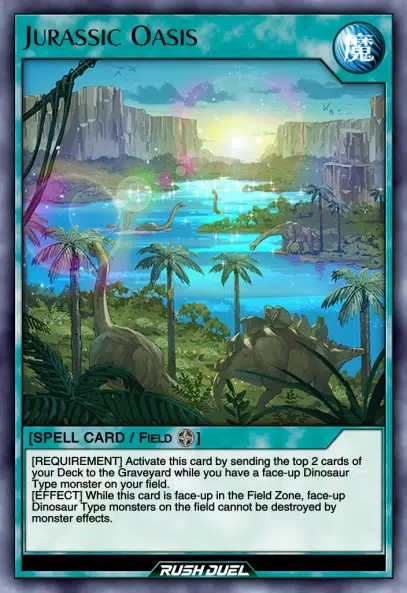 Jurassic Oasis
魔
[SPELL CARD / Field ]
[REQUIREMENT] Activate this card by sending the top 2 cards of
your Deck to the Graveyard while you have a face-up Dinosaur
Type monster on your field.
[EFFECT] While this card is face-up in the Field Zone, face-up
Dinosaur Type monsters on the field cannot be destroyed by
monster effects.
RUSH DUEL